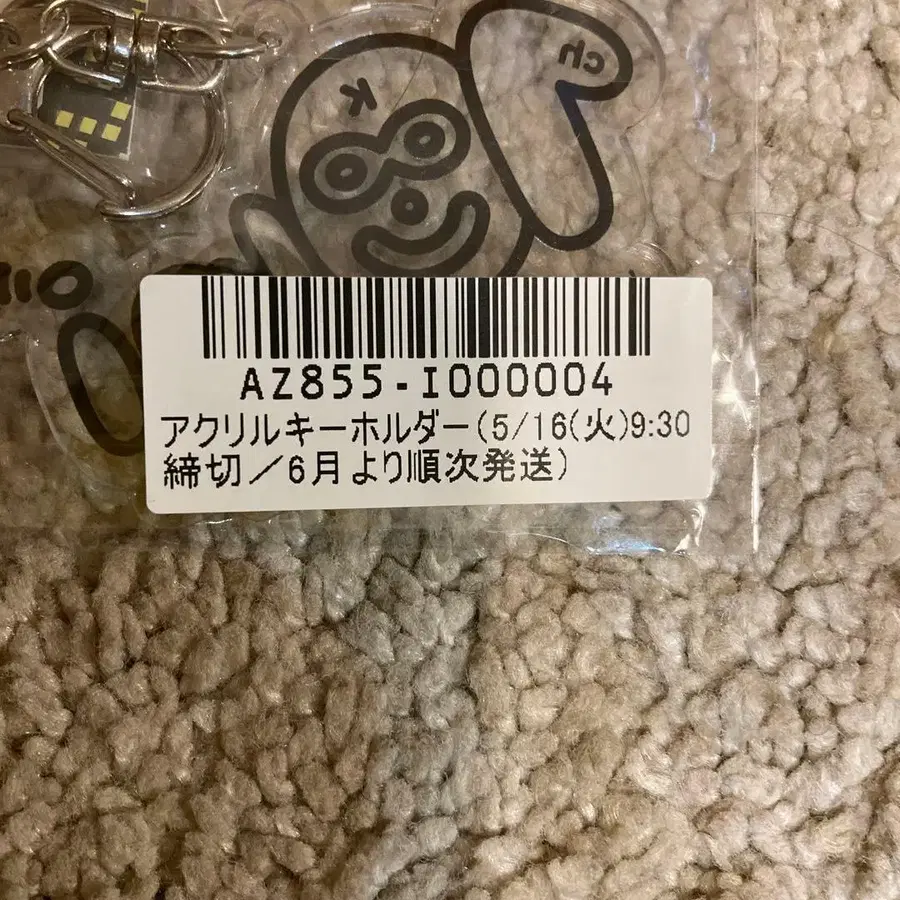 K
ch
AZ855-I000004
アクリルキーホルダー(5/16(火)9:30
締切／6月より順次発送)